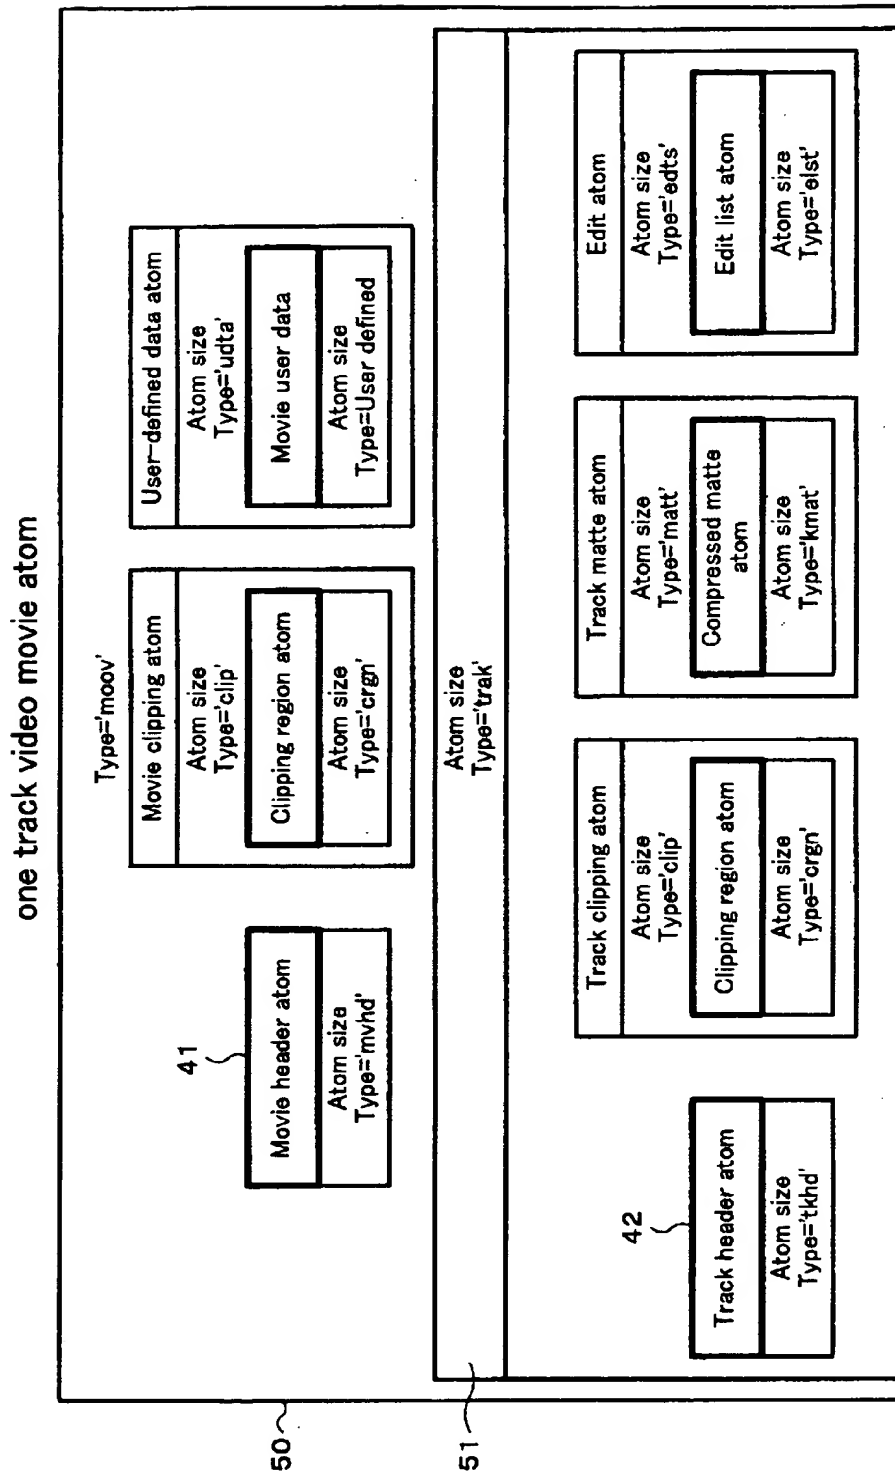 one track video movie atom
50
Type='moov'
41
Movie header atom
Atom size
Type='mvhd'
Movie clipping atom
Atom size
Type='clip'
Clipping region atom
Atom size
Type='crgn'
User-defined data atom
Atom size
Type='udta'
Movie user data
Atom size
Type=User defined
51
Atom size
Type='trak'
42
Track header atom
Atom size
Type='tkhd'
Track clipping atom
Atom size
Type='clip'
Clipping region atom
Atom size
Type='crgn'
Track matte atom
Atom size
Type='matt'
Compressed matte
atom
Atom size
Type='kmat'
Edit atom
Atom size
Type='edts'
Edit list atom
Atom size
Type='elst'